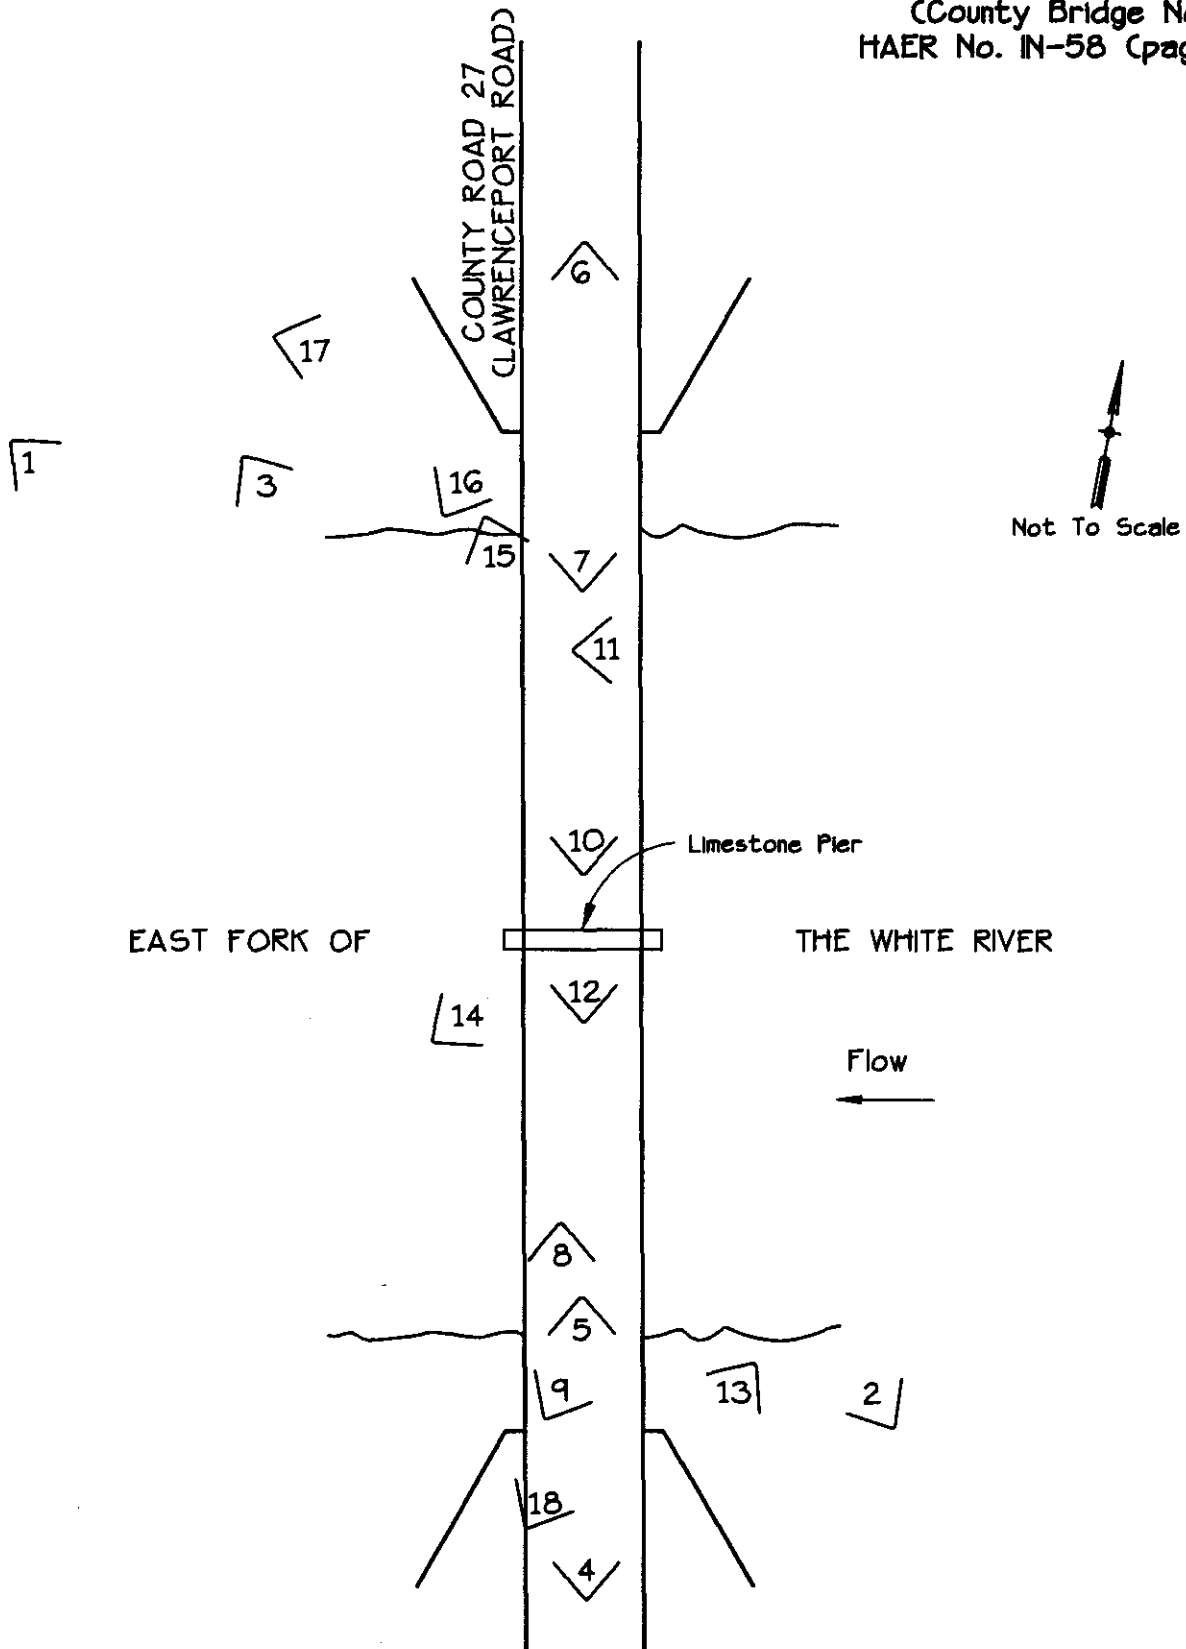 (County Bridge N
HAER No. IN-58 (pag
COUNTY ROAD 27
(LAWRENCEPORT ROAD)
6
17
1
3
16
15
7
Not To Scale
11
10
Limestone Pier
EAST FORK OF
THE WHITE RIVER
12
14
Flow
8
5
9
13
2
18
4